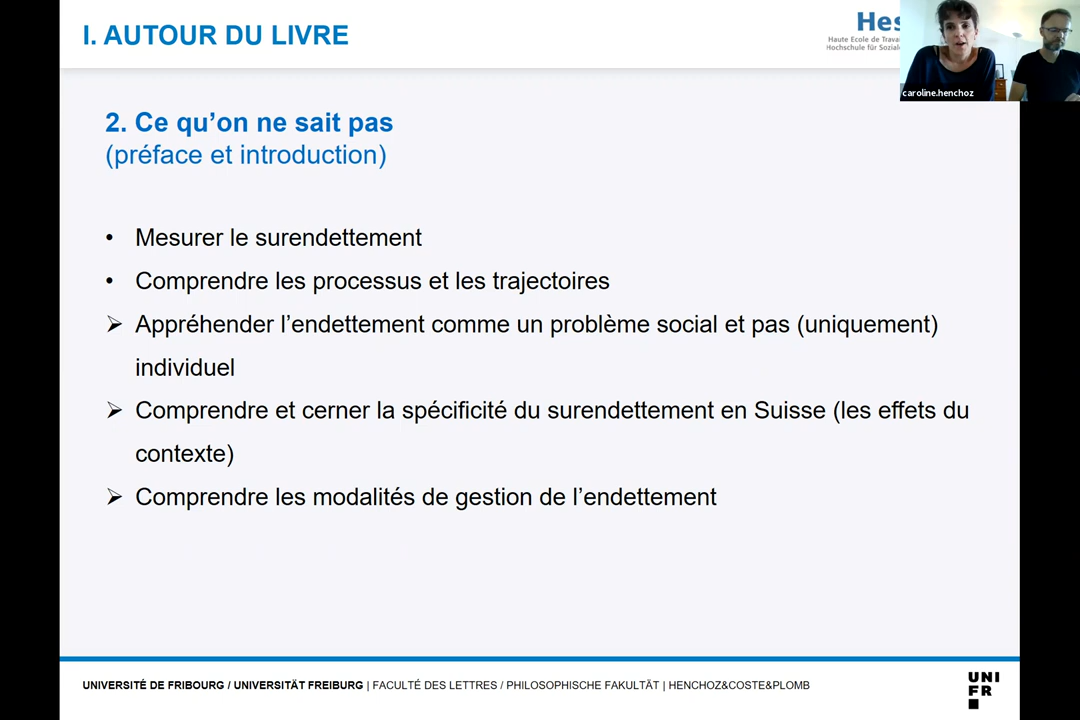 I. AUTOUR DU LIVRE
Hes
Haute Ecole de
Hochschule für
caroline.henchoz
2. Ce qu’on ne sait pas
(préface et introduction)
• Mesurer le surendettement
• Comprendre les processus et les trajectoires
➢ Appréhender l’endettement comme un problème social et pas (uniquement)
individuel
➢ Comprendre et cerner la spécificité du surendettement en Suisse (les effets du
contexte)
➢ Comprendre les modalités de gestion de l’endettement
UNIVERSITÉ DE FRIBOURG / UNIVERSITÄT FREIBURG | FACULTÉ DES LETTRES / PHILOSOPHISCHE FAKULTÄT | HENCHOZ&COSTE&PLOMB
UNI
FR